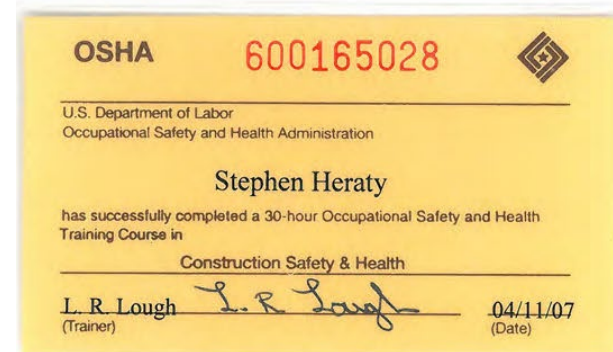 OSHA 600165028
U.S. Department of Labor
Occupational Safety and Health Administration
Stephen Heraty
has successfully completed a 30-hour Occupational Safety and Health
Training Course in
Construction Safety & Health
L. R. Lough L. R Lough 04/11/07
(Trainer) (Date)